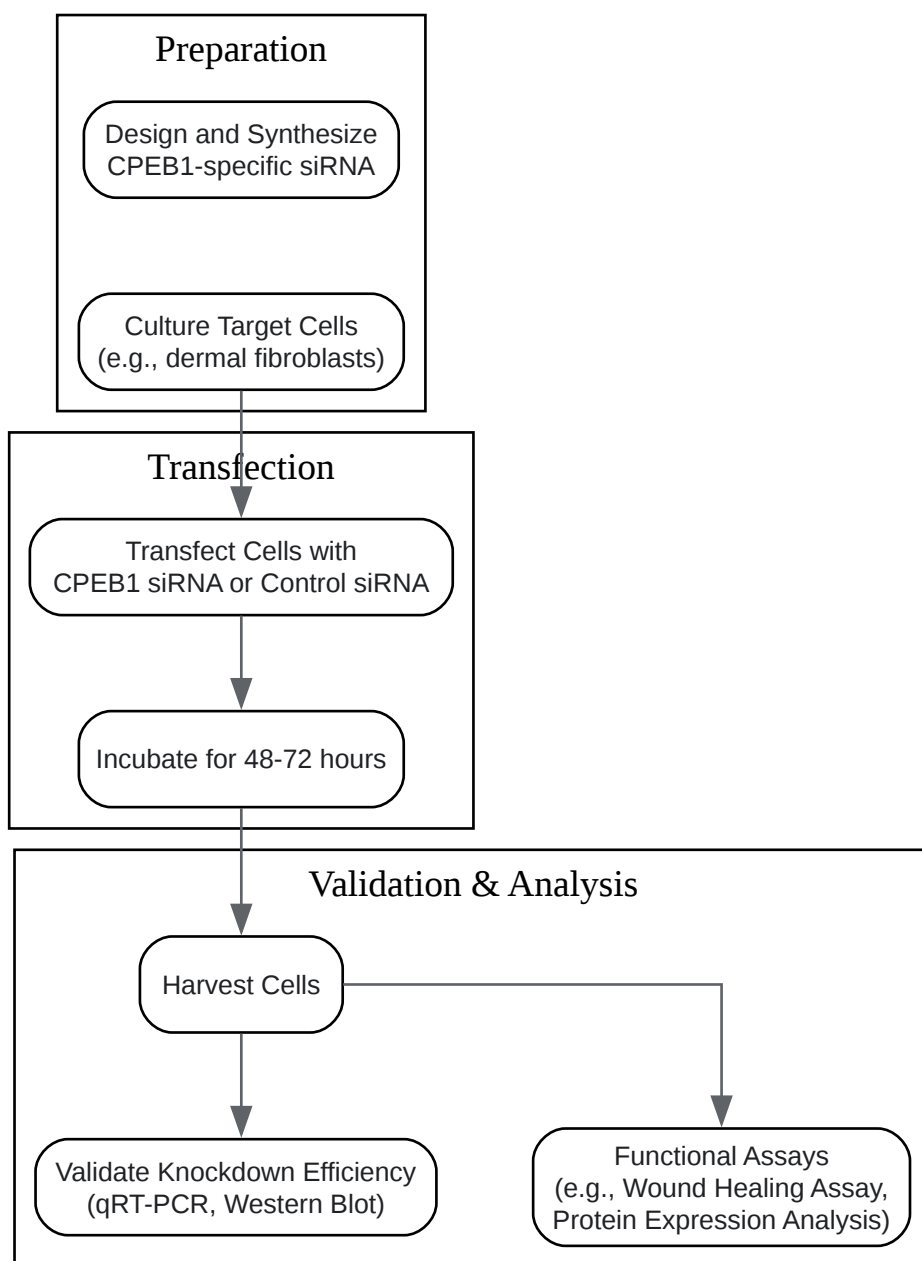 Preparation
Design and Synthesize
CPEB1-specific siRNA
Culture Target Cells
(e.g., dermal fibroblasts)
Transfection
Transfect Cells with
CPEB1 siRNA or Control siRNA
Incubate for 48-72 hours
Validation & Analysis
Harvest Cells
Validate Knockdown Efficiency
(qRT-PCR, Western Blot)
Functional Assays
(e.g., Wound Healing Assay,
Protein Expression Analysis)